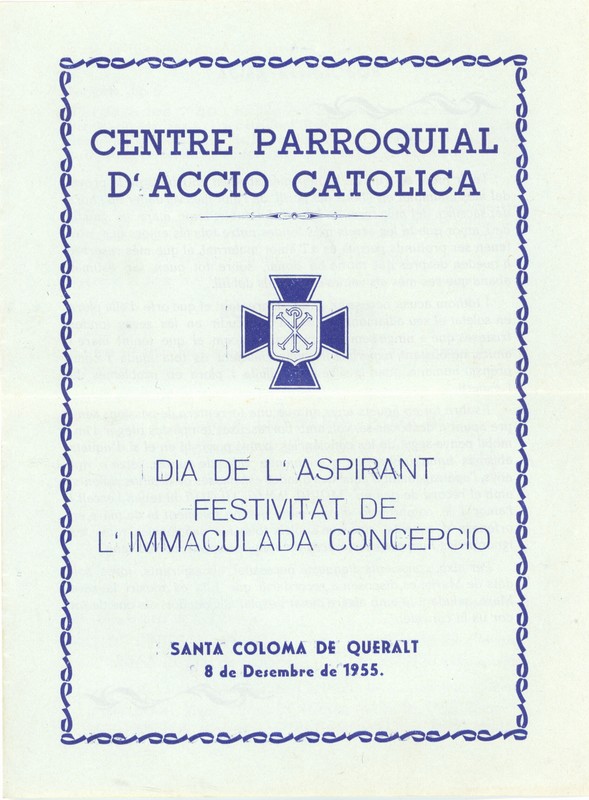 CENTRE PARROQUIAL
D'ACCIO CATOLICA
DIA DE L'ASPIRANT
FESTIVITAT DE
L'IMMACULADA CONCEPCIO
SANTA COLOMA DE QUERALT
8 de Desembre de 1955.